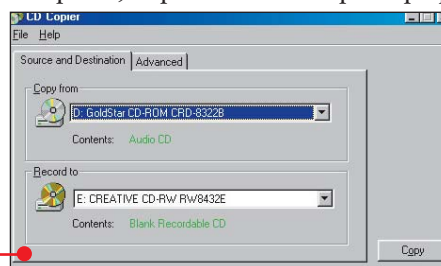 CD Copier
File Help
Source and Destination Advanced
Copy from
D: GoldStar CD-ROM CRD-8322B
Contents: Audio CD
Record to
E: CREATIVE CD-RW RW8432E
Contents: Blank Recordable CD
Copy